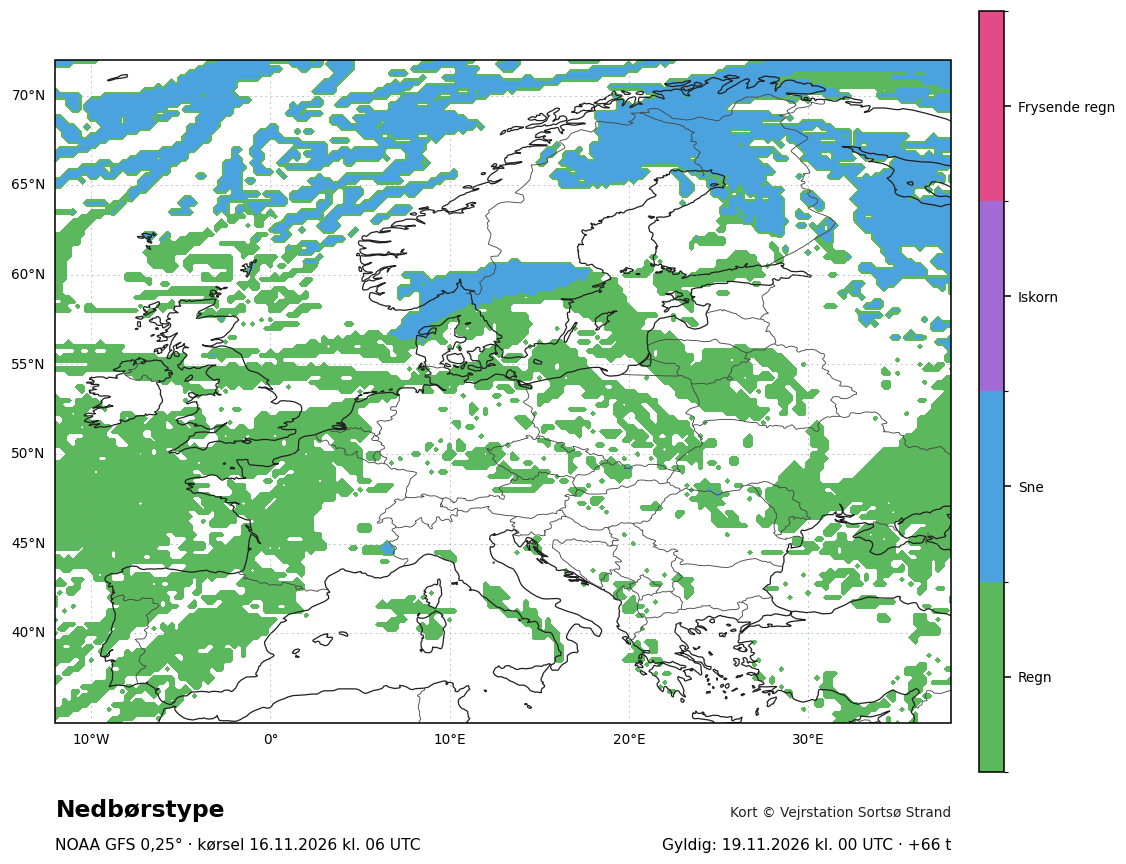 Frysende regn
Iskorn
Sne
Regn
70°N
65°N
60°N
55°N
50°N
45°N
40°N
10°W 0° 10°E 20°E 30°E
Nedbørstype
Kort © Vejrstation Sortsø Strand
NOAA GFS 0,25° · kørsel 16.11.2026 kl. 06 UTC
Gyldig: 19.11.2026 kl. 00 UTC · +66 t